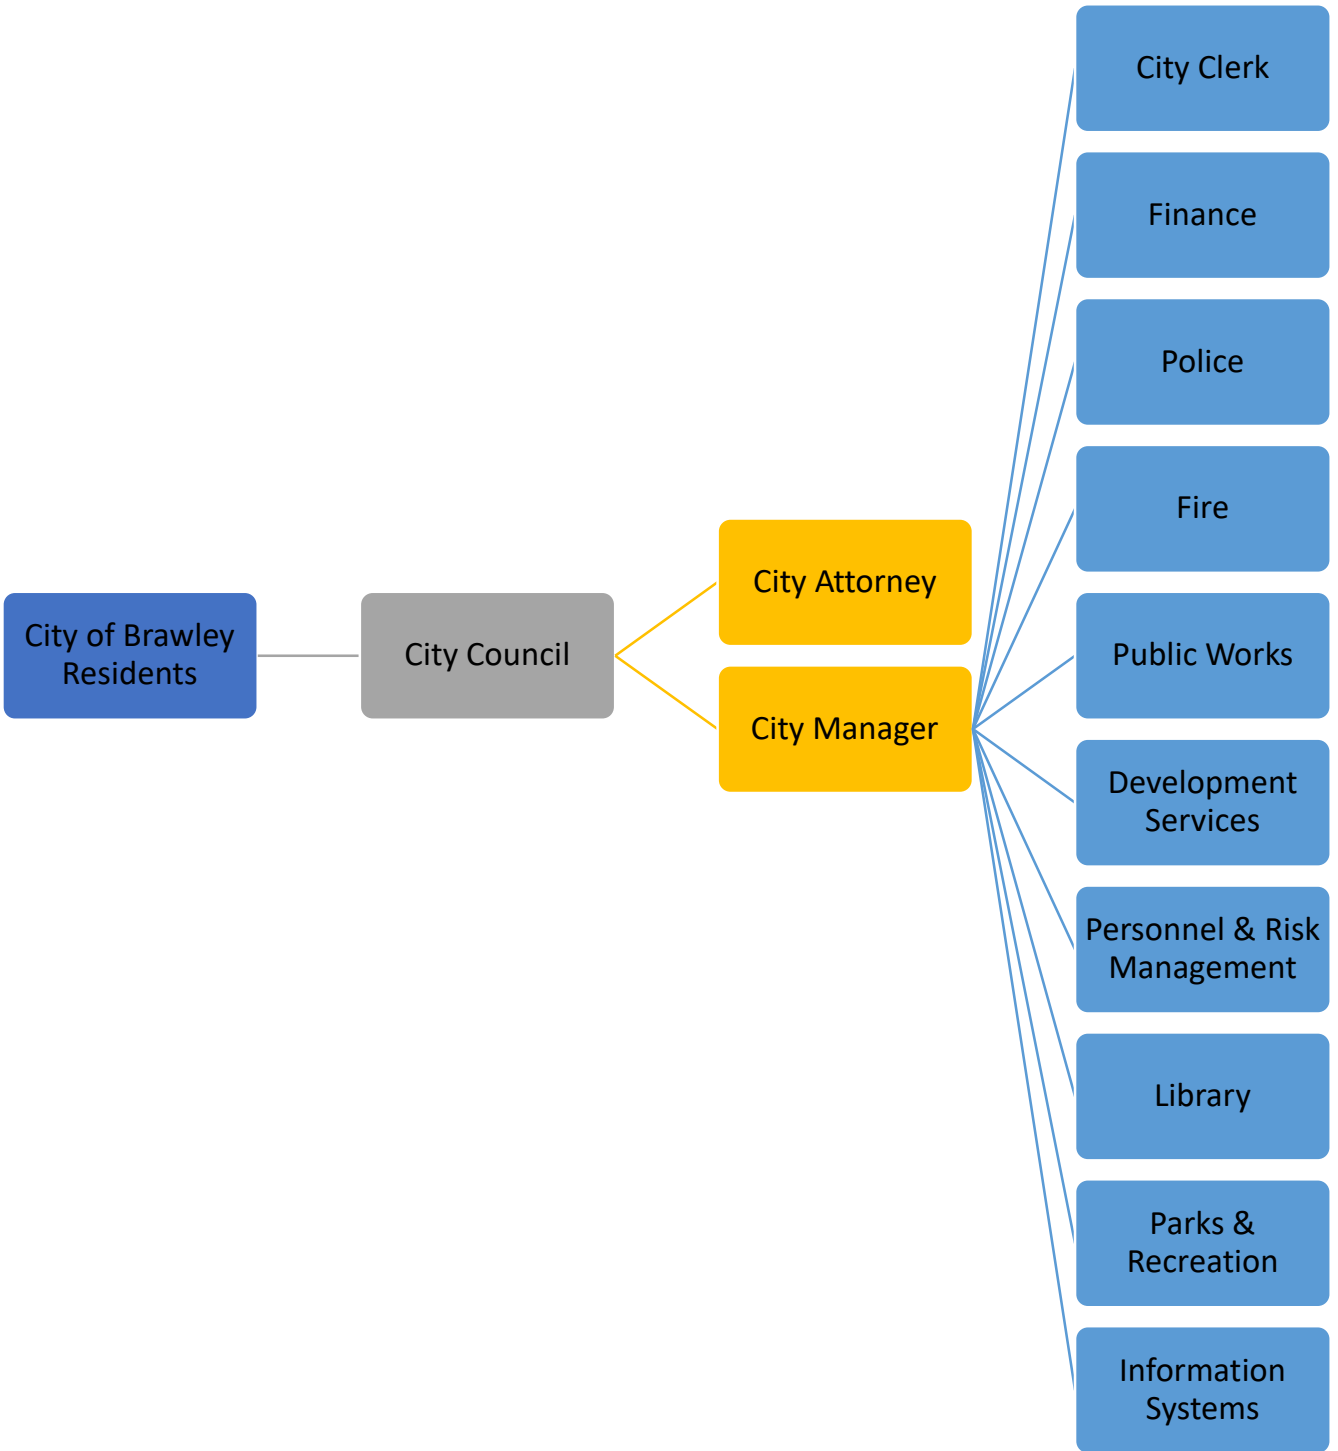 City of Brawley
Residents
City Council
City Attorney
City Manager
City Clerk
Finance
Police
Fire
Public Works
Development
Services
Personnel & Risk
Management
Library
Parks &
Recreation
Information
Systems